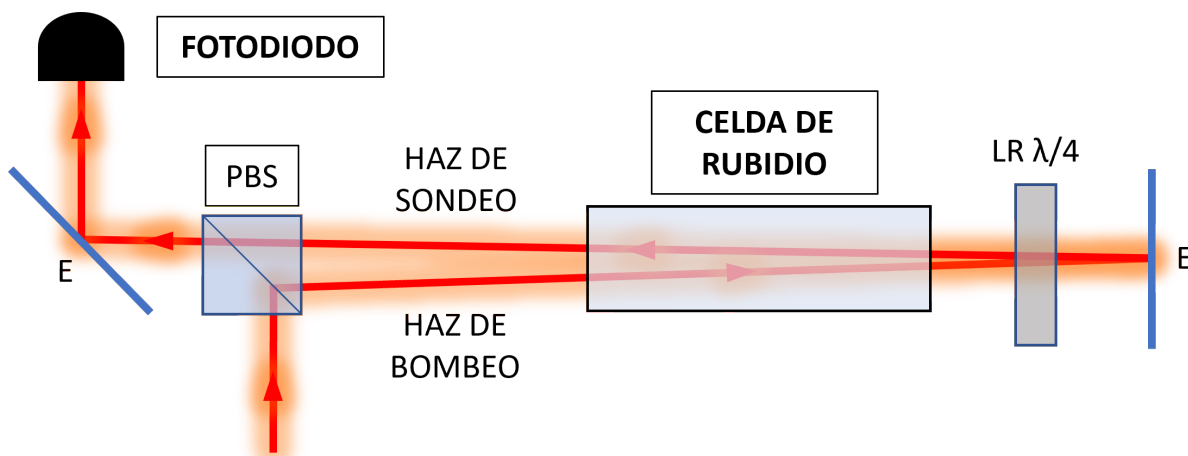 FOTODIODO
PBS
HAZ DE
SONDEO
CELDA DE
RUBIDIO
LR λ/4
E
E
HAZ DE
BOMBEO